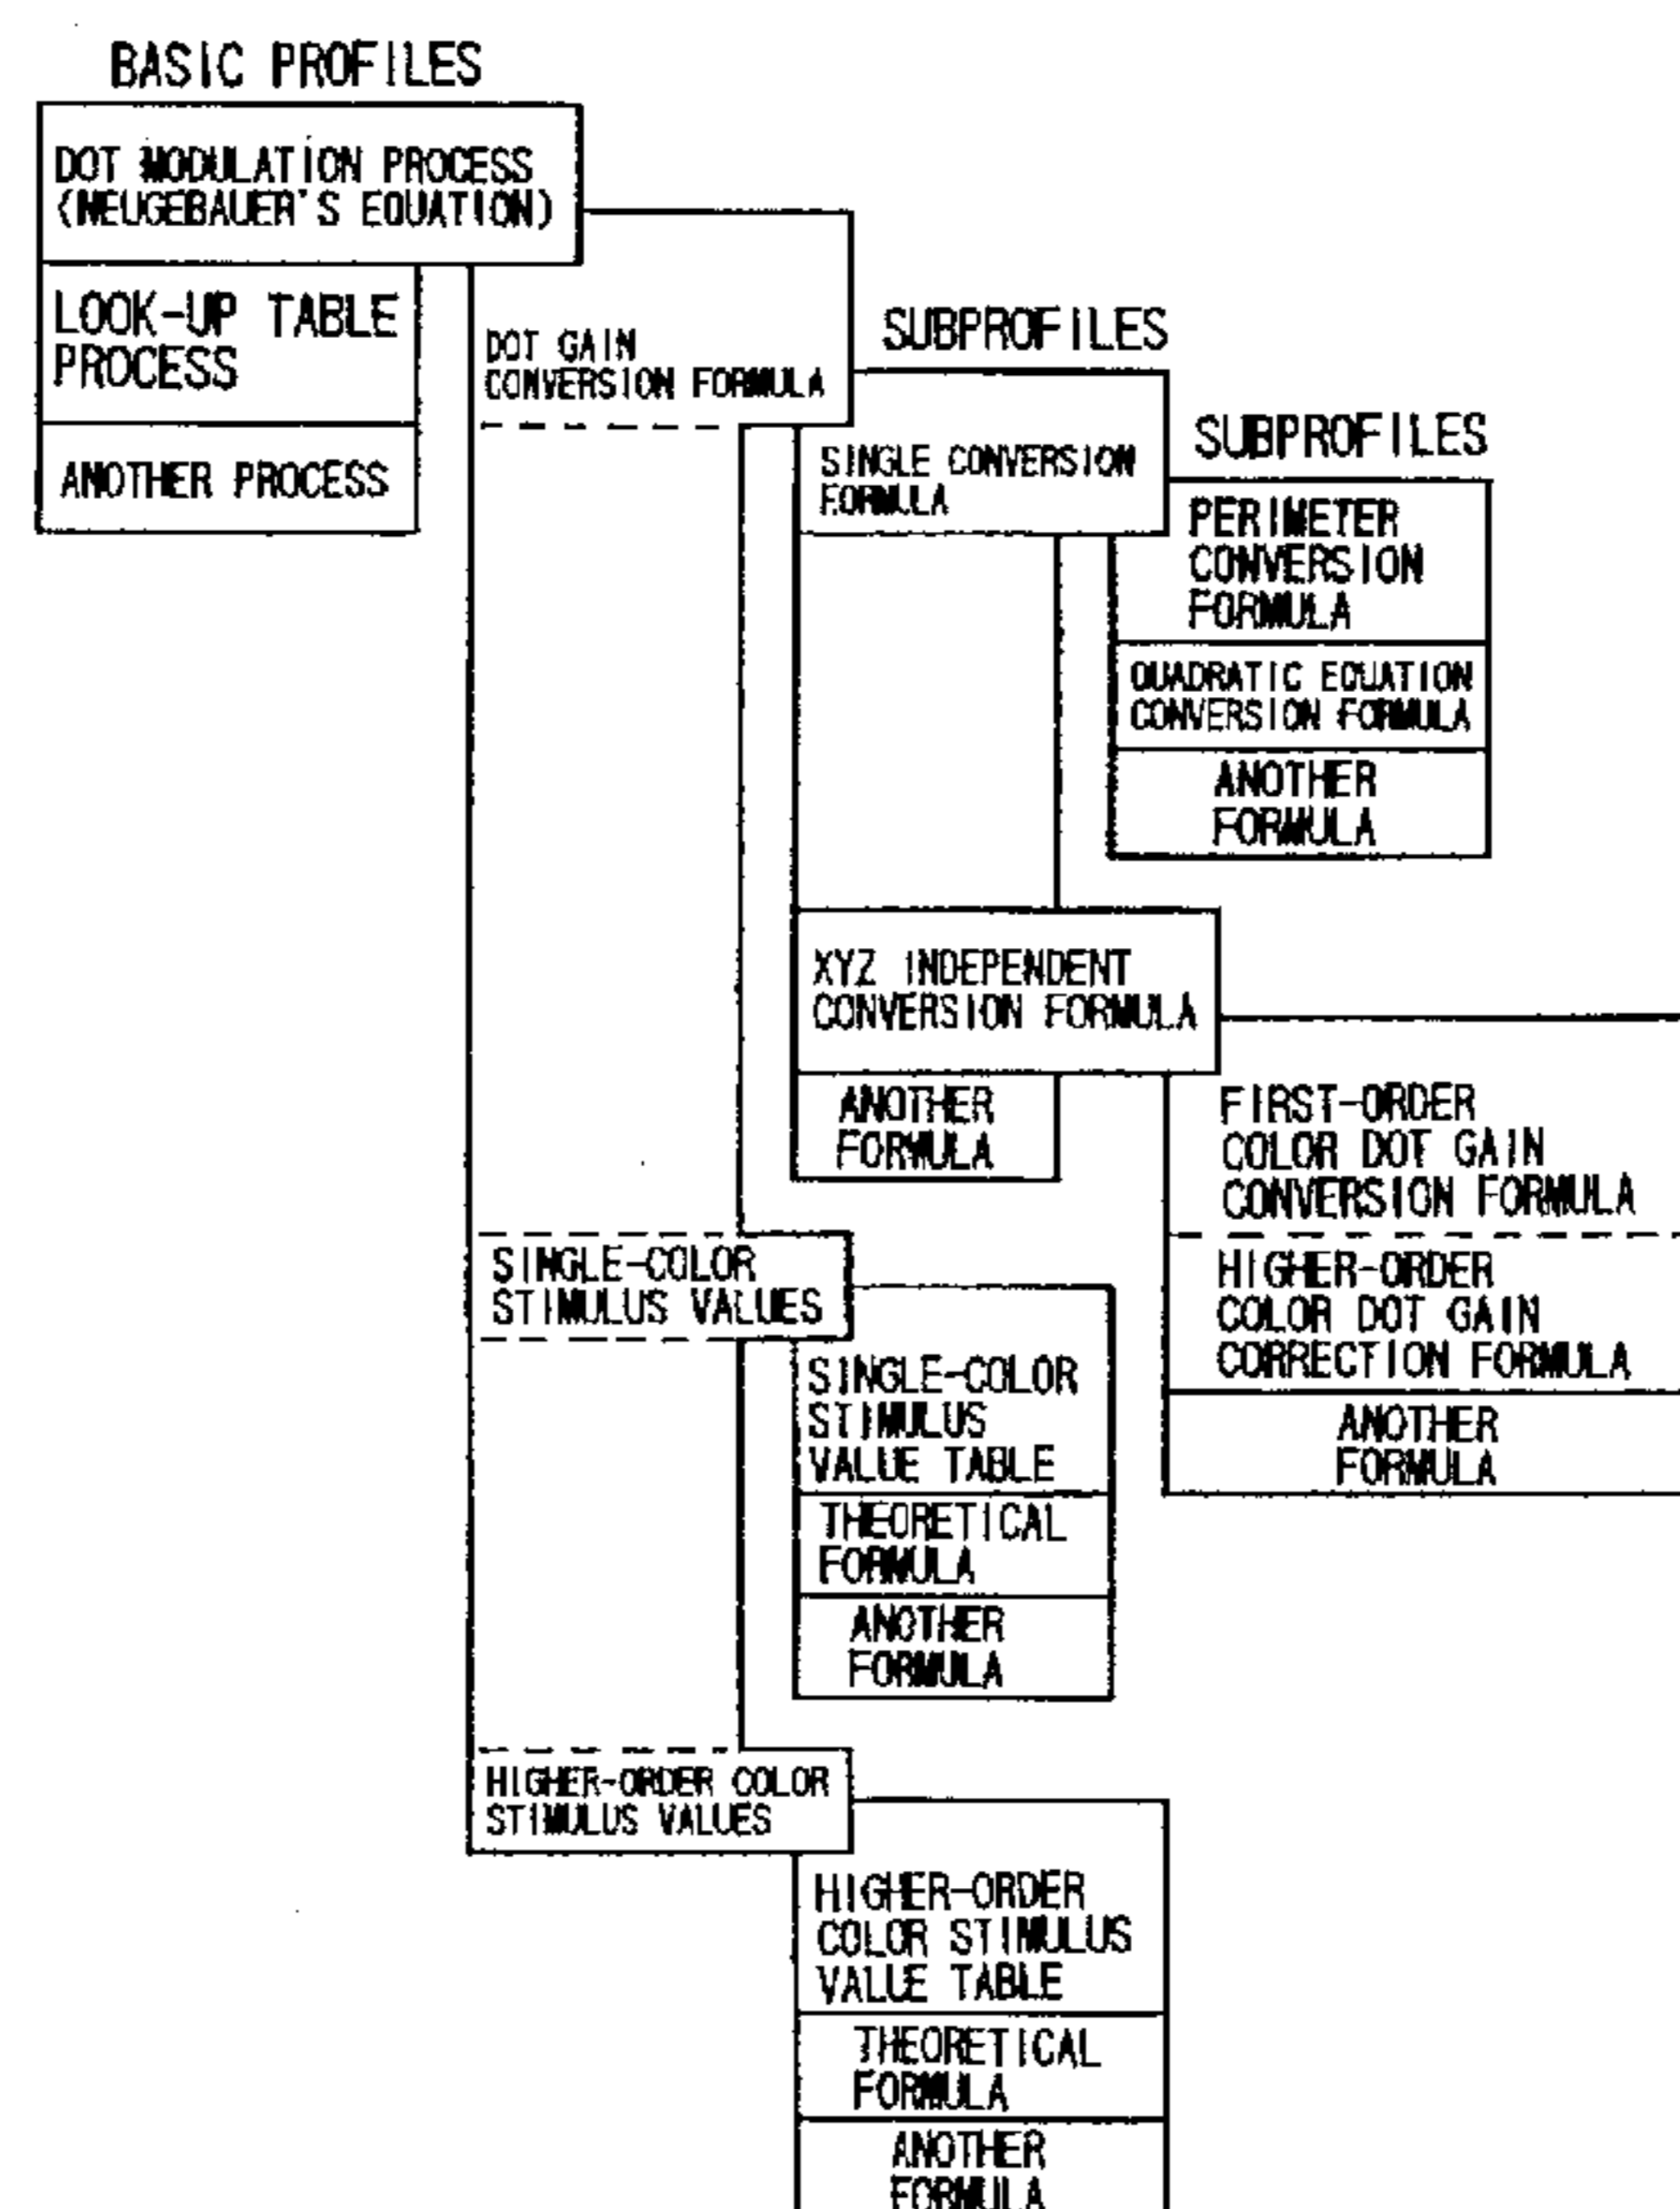 BASIC PROFILES
DOT MODULATION PROCESS
(NEUGEBAUER'S EQUATION)
LOOK-UP TABLE
PROCESS
ANOTHER PROCESS
DOT GAIN
CONVERSION FORMULA
SUBPROFILES
SINGLE CONVERSION
FORMULA
SUBPROFILES
PERIMETER
CONVERSION
FORMULA
QUADRATIC EQUATION
CONVERSION FORMULA
ANOTHER
FORMULA
XYZ INDEPENDENT
CONVERSION FORMULA
ANOTHER
FORMULA
FIRST-ORDER
COLOR DOT GAIN
CONVERSION FORMULA
HIGHER-ORDER
COLOR DOT GAIN
CORRECTION FORMULA
ANOTHER
FORMULA
SINGLE-COLOR
STIMULUS VALUES
SINGLE-COLOR
STIMULUS
VALUE TABLE
THEORETICAL
FORMULA
ANOTHER
FORMULA
HIGHER-ORDER COLOR
STIMULUS VALUES
HIGHER-ORDER
COLOR STIMULUS
VALUE TABLE
THEORETICAL
FORMULA
ANOTHER
FORMULA